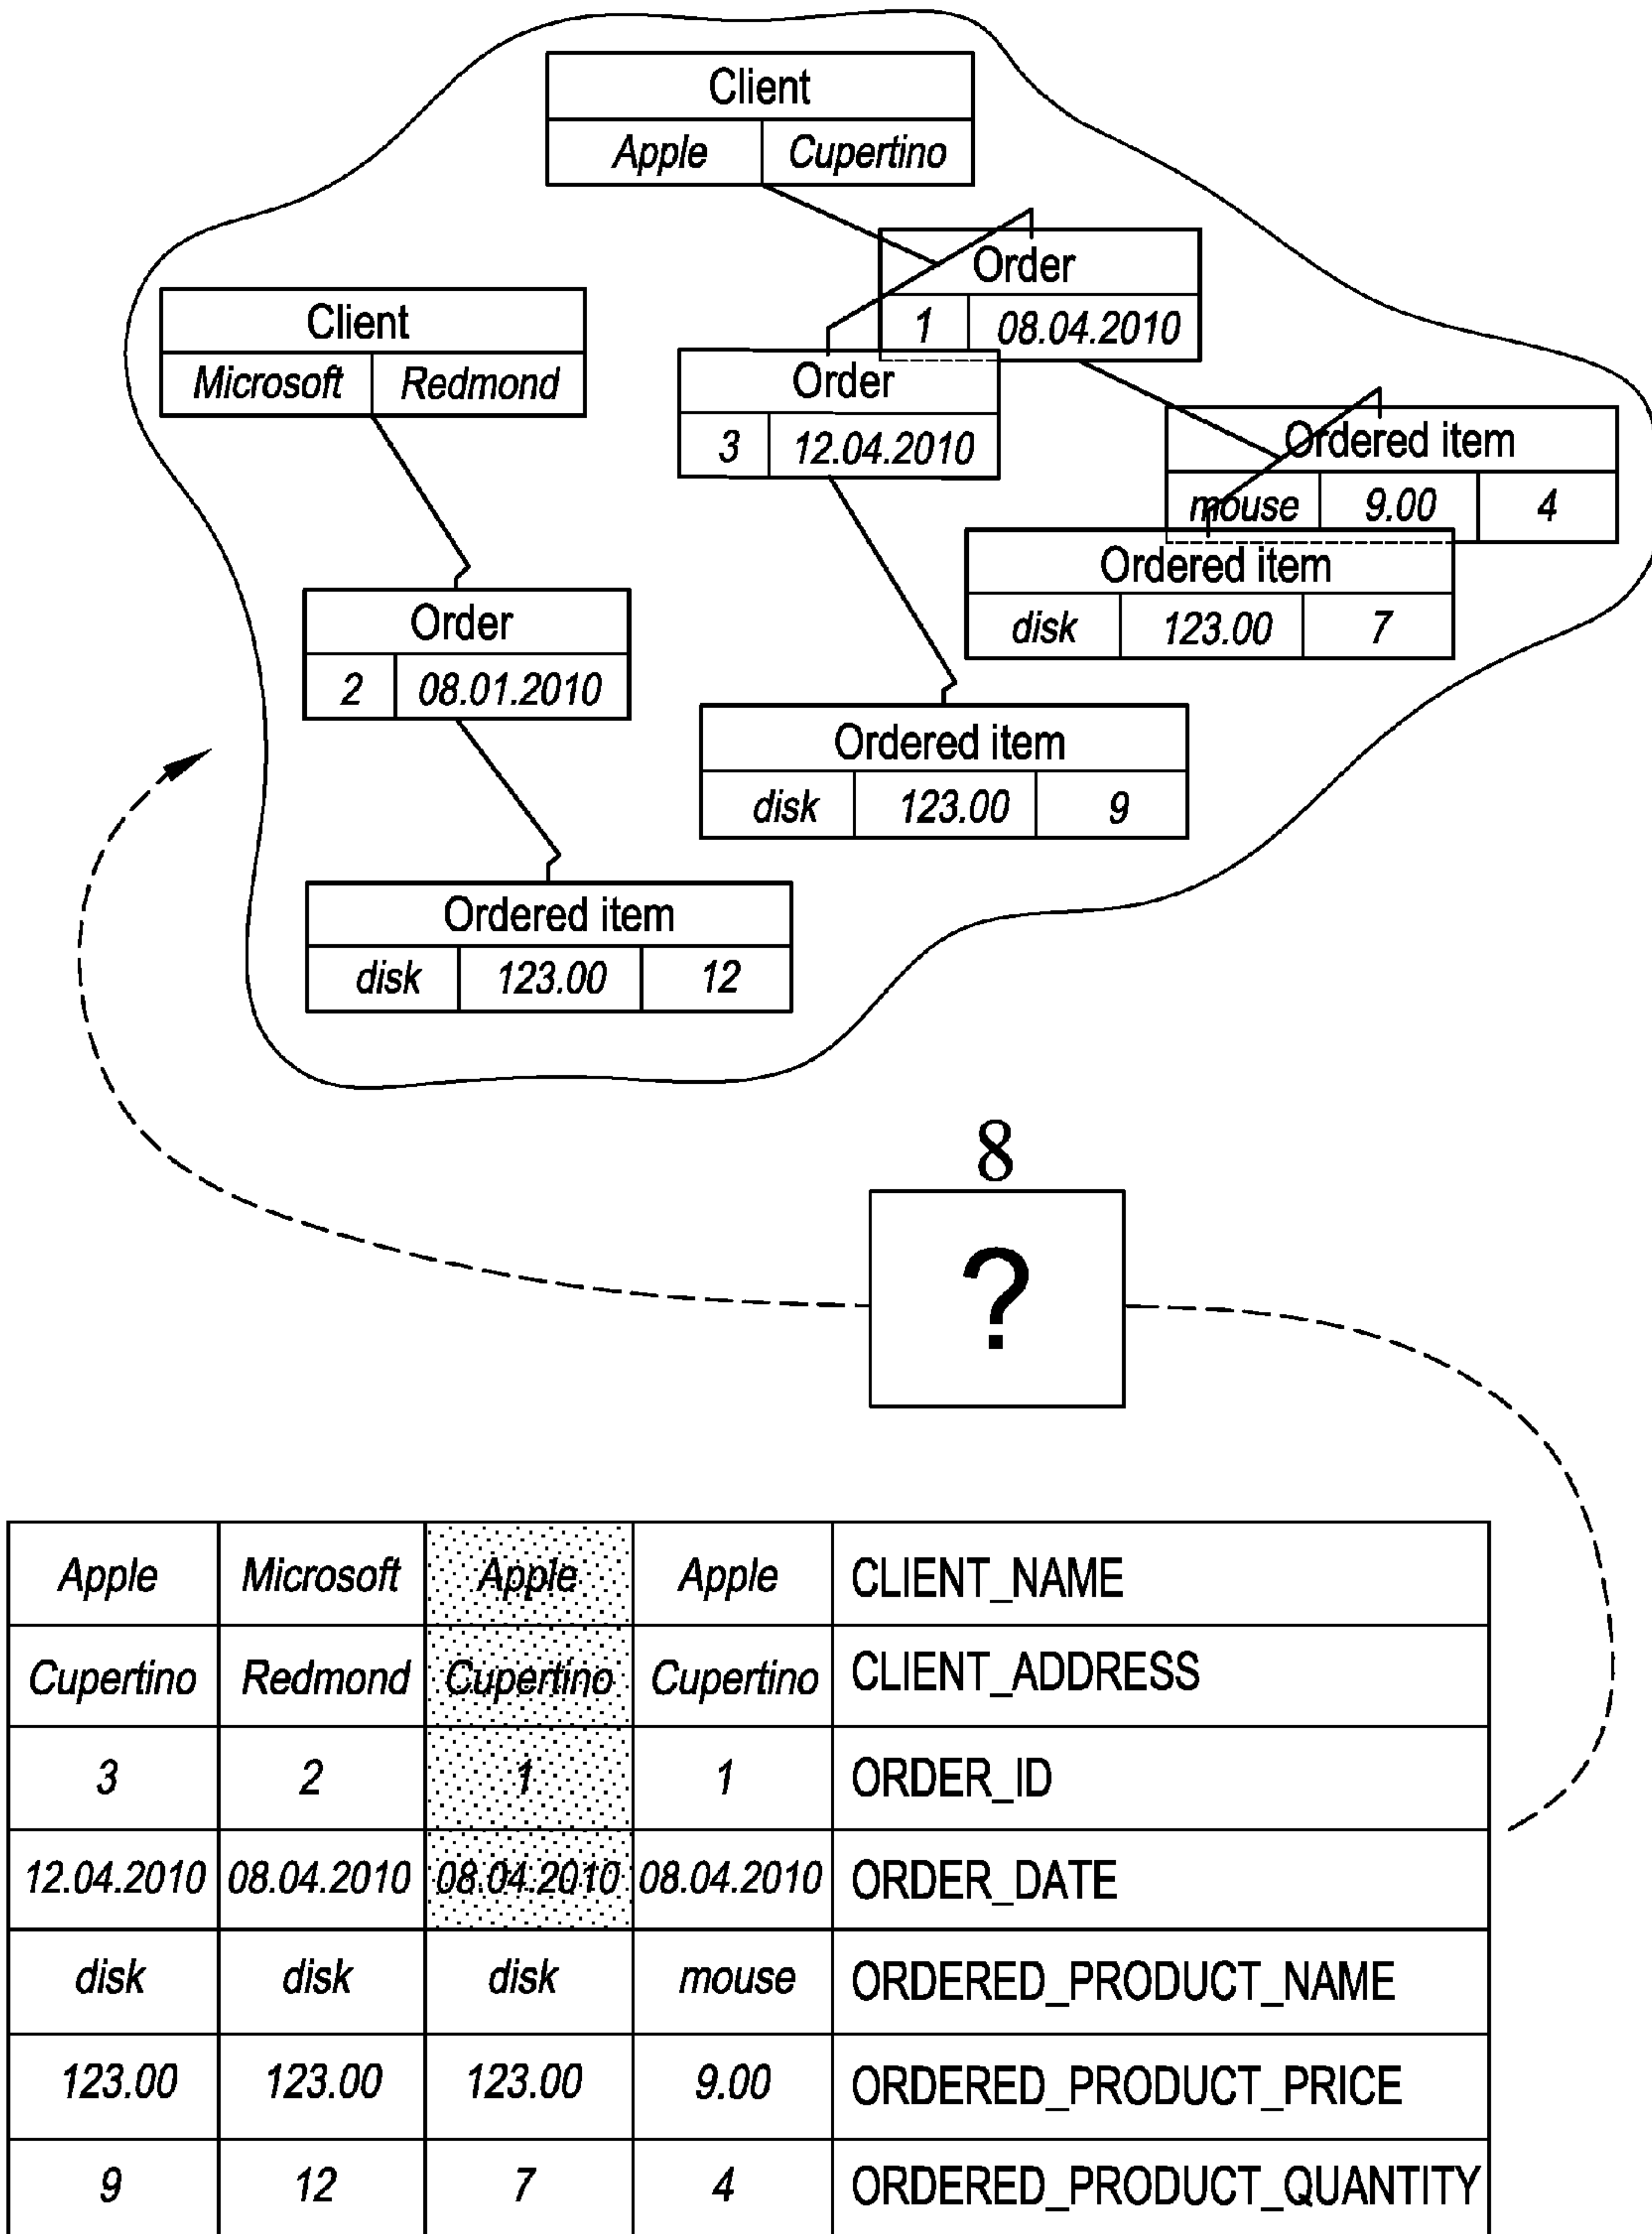 Client
Apple Cupertino
Order
1 08.04.2010
Client
Microsoft Redmond
Order
3 12.04.2010
Ordered item
mouse 9.00 4
Ordered item
disk 123.00 7
Order
2 08.01.2010
Ordered item
disk 123.00 9
Ordered item
disk 123.00 12
8
?
Apple Microsoft Apple Apple CLIENT_NAME
Cupertino Redmond Cupertino Cupertino CLIENT_ADDRESS
3 2 1 1 ORDER_ID
12.04.2010 08.04.2010 08.04.2010 08.04.2010 ORDER_DATE
disk disk disk mouse ORDERED_PRODUCT_NAME
123.00 123.00 123.00 9.00 ORDERED_PRODUCT_PRICE
9 12 7 4 ORDERED_PRODUCT_QUANTITY